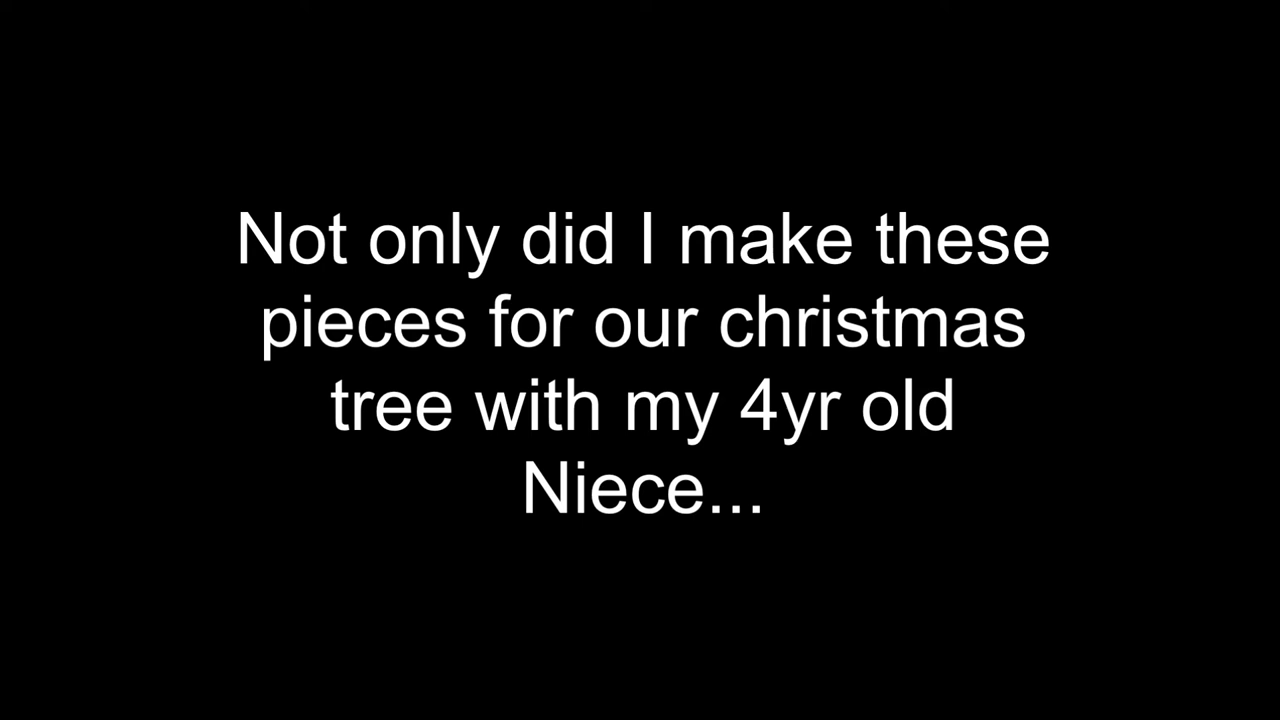 Not only did I make these
pieces for our christmas
tree with my 4yr old
Niece...